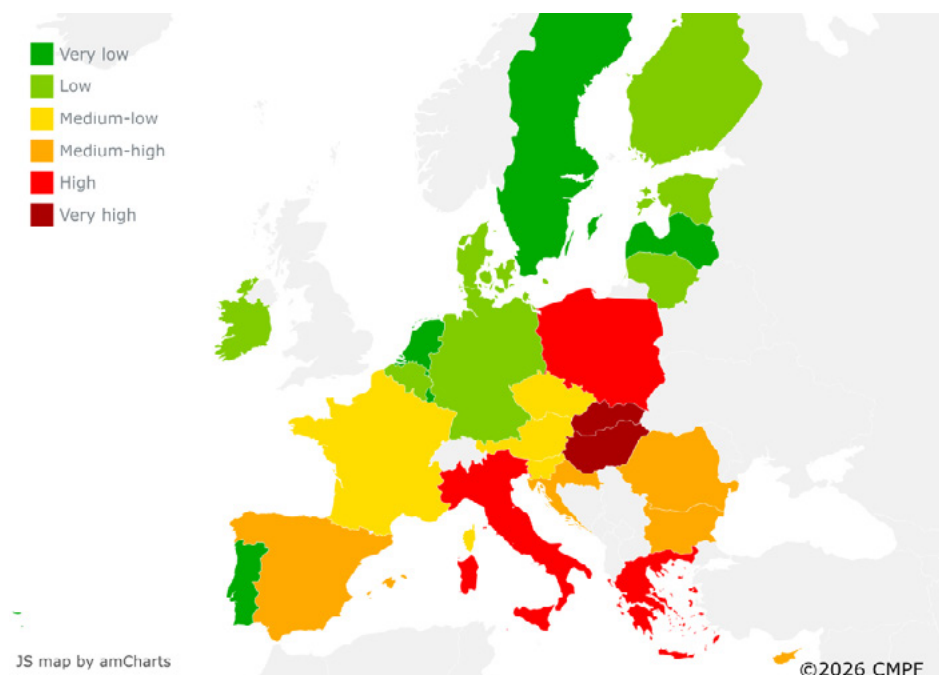 Very low
Low
Medium-low
Medium-high
High
Very high
JS map by amCharts
©2026 CMPF